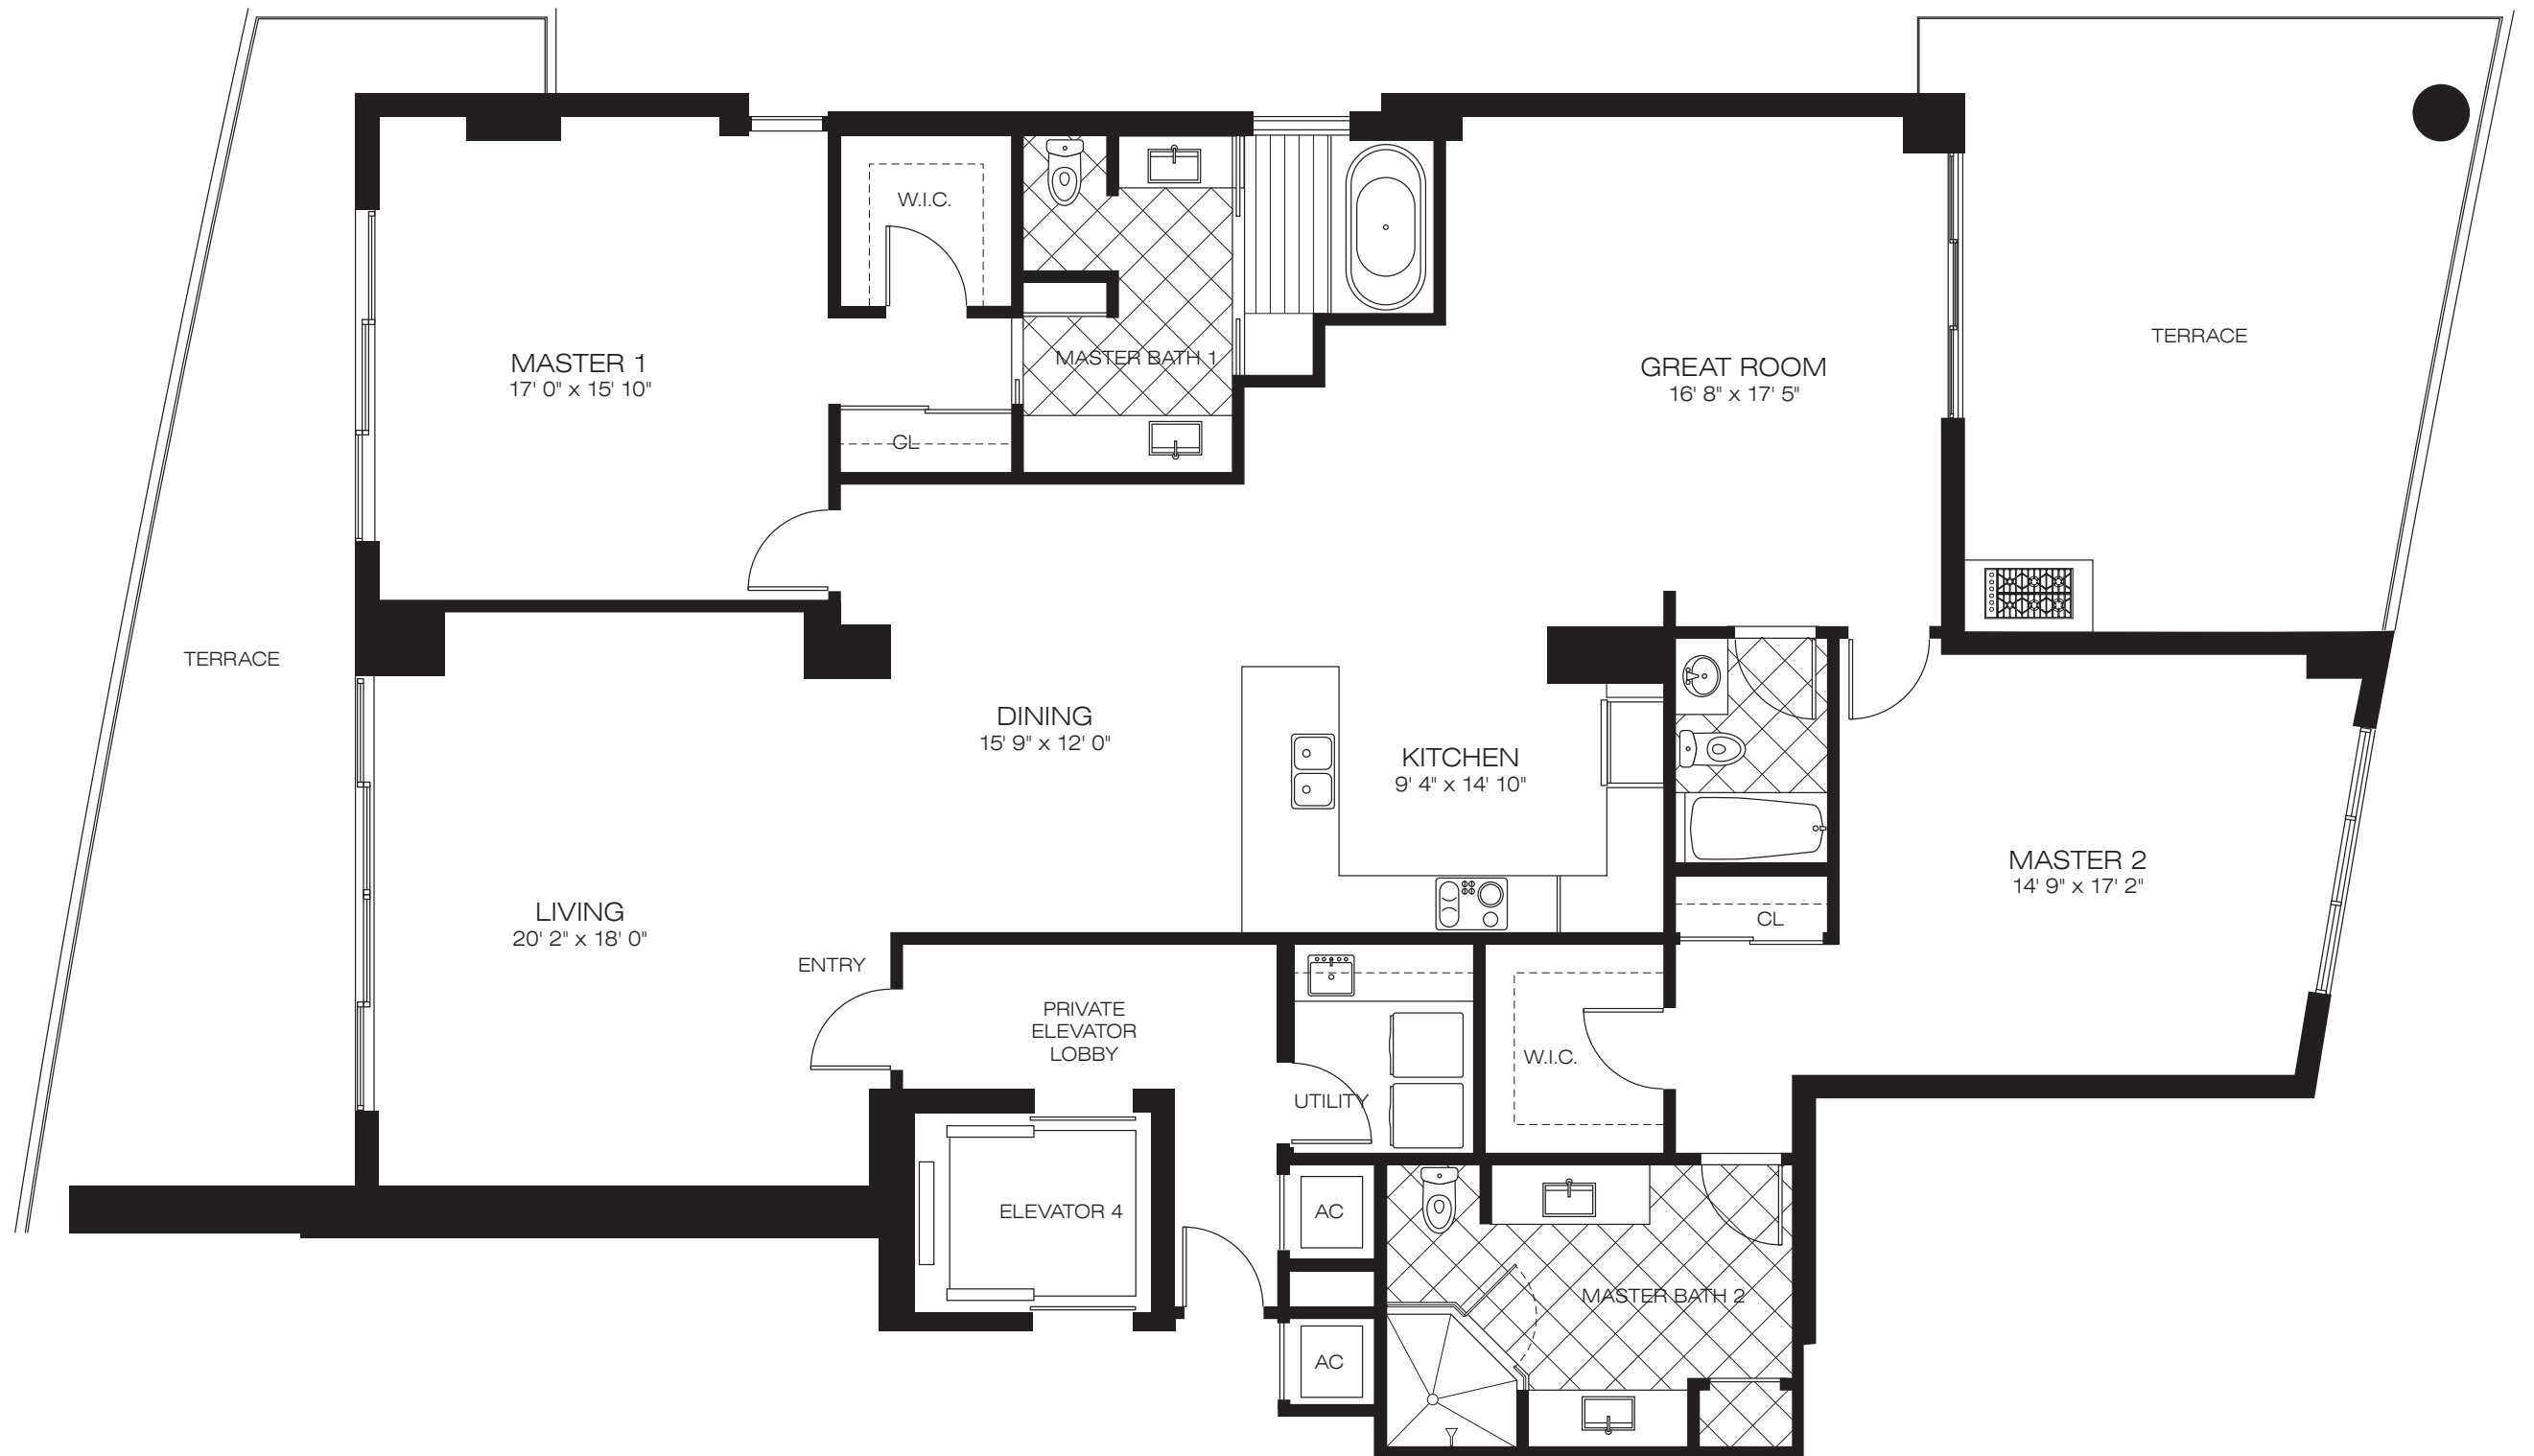 W.I.C.
TERRACE
MASTER BATH 1
MASTER 1
17' 0" x 15' 10"
GREAT ROOM
16' 8" x 17' 5"
CL
TERRACE
DINING
15' 9" x 12' 0"
KITCHEN
9' 4" x 14' 10"
MASTER 2
14' 9" x 17' 2"
LIVING
20' 2" x 18' 0"
CL
ENTRY
PRIVATE
ELEVATOR
LOBBY
W.I.C.
UTILITY
ELEVATOR 4
AC
MASTER BATH 2
AC